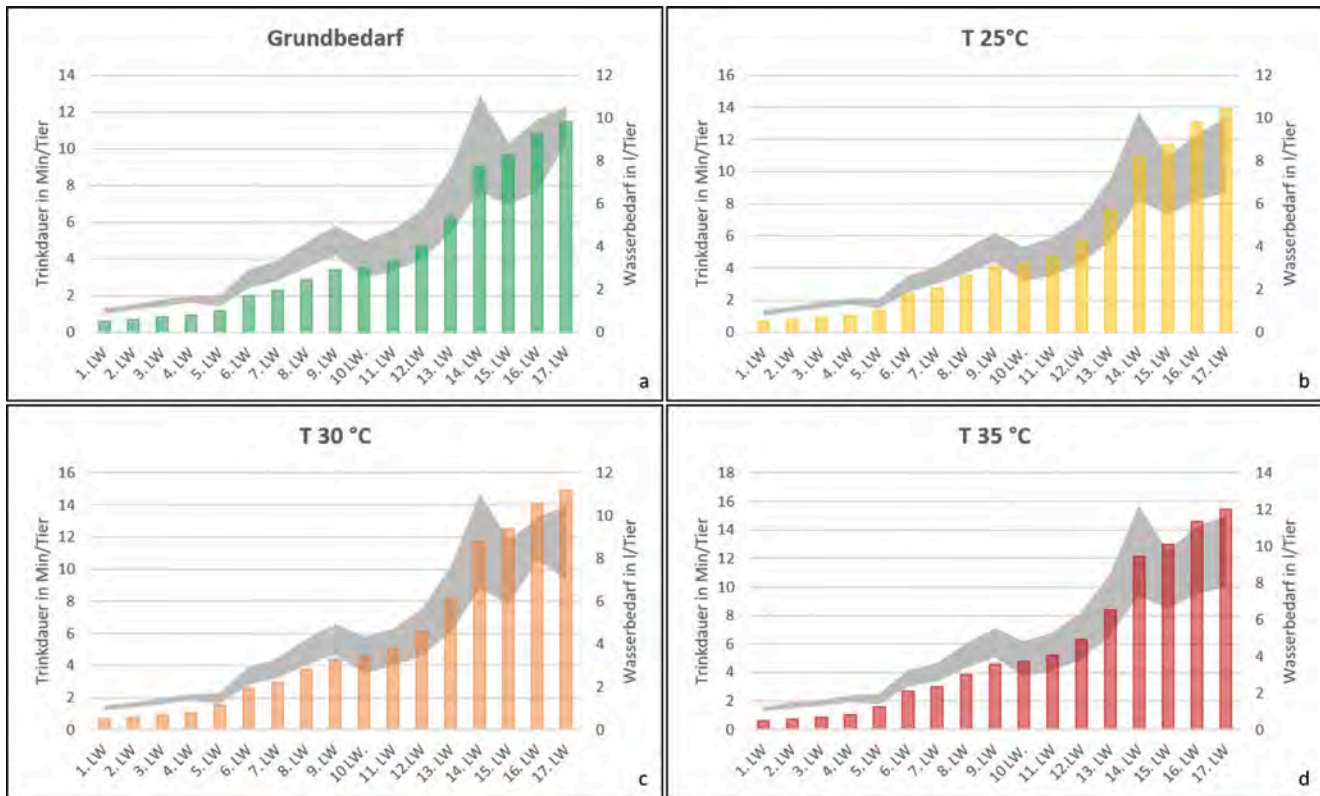 Grundbedarf
Trinkdauer in Min/Tier
14
12
10
8
6
4
2
0
12
10
8
6
4
2
0
Wasserbedarf in l/Tier
1. LW
2. LW
3. LW
4. LW
5. LW
6. LW
7. LW
8. LW
9. LW
10 LW.
11. LW
12.LW
13. LW
14. LW
15. LW
16. LW
17. LW
a
T 25°C
Trinkdauer in Min/Tier
16
14
12
10
8
6
4
2
0
12
10
8
6
4
2
0
Wasserbedarf in l/Tier
1. LW
2. LW
3. LW
4. LW
5. LW
6. LW
7. LW
8. LW
9. LW
10 LW.
11. LW
12.LW
13. LW
14. LW
15. LW
16. LW
17. LW
b
T 30 °C
Trinkdauer in Min/Tier
16
14
12
10
8
6
4
2
0
12
10
8
6
4
2
0
Wasserbedarf in l/Tier
1. LW
2. LW
3. LW
4. LW
5. LW
6. LW
7. LW
8. LW
9. LW
10 LW.
11. LW
12. LW
13. LW
14. LW
15. LW
16. LW
17. LW
c
T 35 °C
Trinkdauer in Min/Tier
18
16
14
12
10
8
6
4
2
0
14
12
10
8
6
4
2
0
Wasserbedarf in l/Tier
1. LW
2. LW
3. LW
4. LW
5. LW
6. LW
7. LW
8. LW
9. LW
10 LW.
11. LW
12. LW
13. LW
14. LW
15. LW
16. LW
17. LW
d